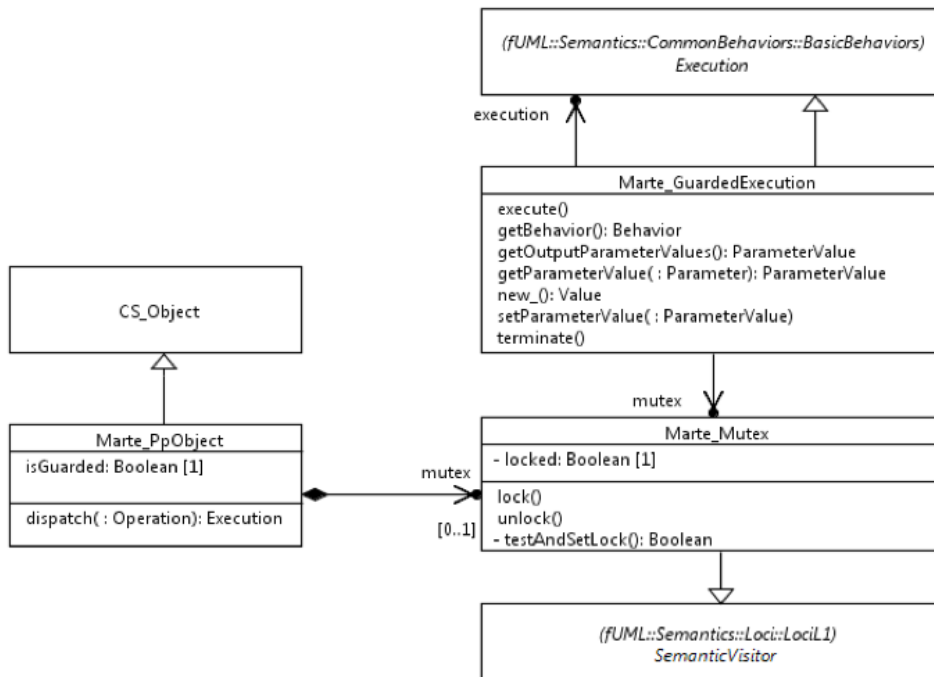 (fUML::Semantics::CommonBehaviors::BasicBehaviors)
Execution
execution
Marte_GuardedExecution
execute()
getBehavior(): Behavior
getOutputParameterValues(): ParameterValue
getParameterValue( : Parameter): ParameterValue
new_(): Value
setParameterValue( : ParameterValue)
terminate()
CS_Object
mutex
Marte_PpObject
isGuarded: Boolean [1]
dispatch( : Operation): Execution
mutex
[0..1]
Marte_Mutex
- locked: Boolean [1]
lock()
unlock()
- testAndSetLock(): Boolean
(fUML::Semantics::Loci::LociL1)
SemanticVisitor